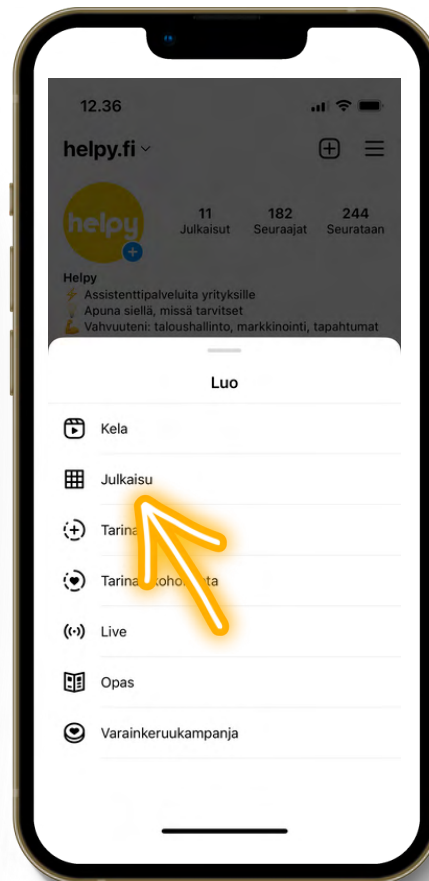 12.36
helpy.fi
helpy
11 182 244
Julkaisut Seuraajat Seurataan
Helpy
Assistenttipalveluita yrityksille
Apuna siellä, missä tarvitset
Vahvuuteni: taloushallinto, markkinointi, tapahtumat
Luo
Kela
Julkaisu
Tarina
Live
Opas
Varainkeruukampanja